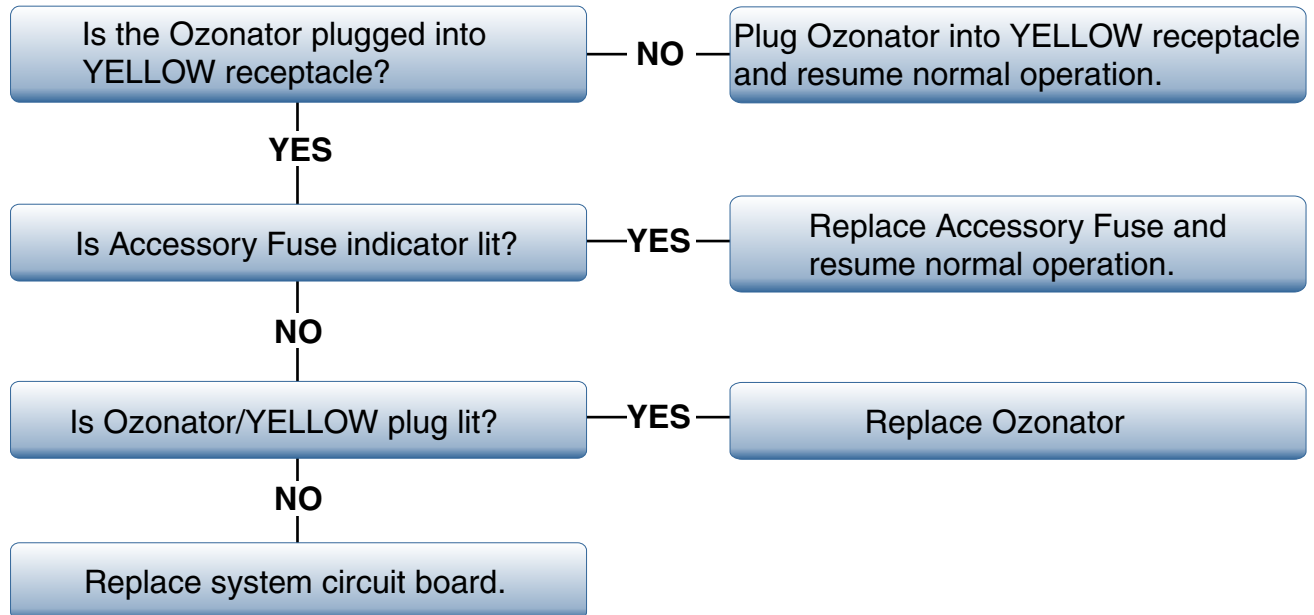 Is the Ozonator plugged into
YELLOW receptacle?
NO
Plug Ozonator into YELLOW receptacle
and resume normal operation.
YES
Is Accessory Fuse indicator lit?
YES
Replace Accessory Fuse and
resume normal operation.
NO
Is Ozonator/YELLOW plug lit?
YES
Replace Ozonator
NO
Replace system circuit board.